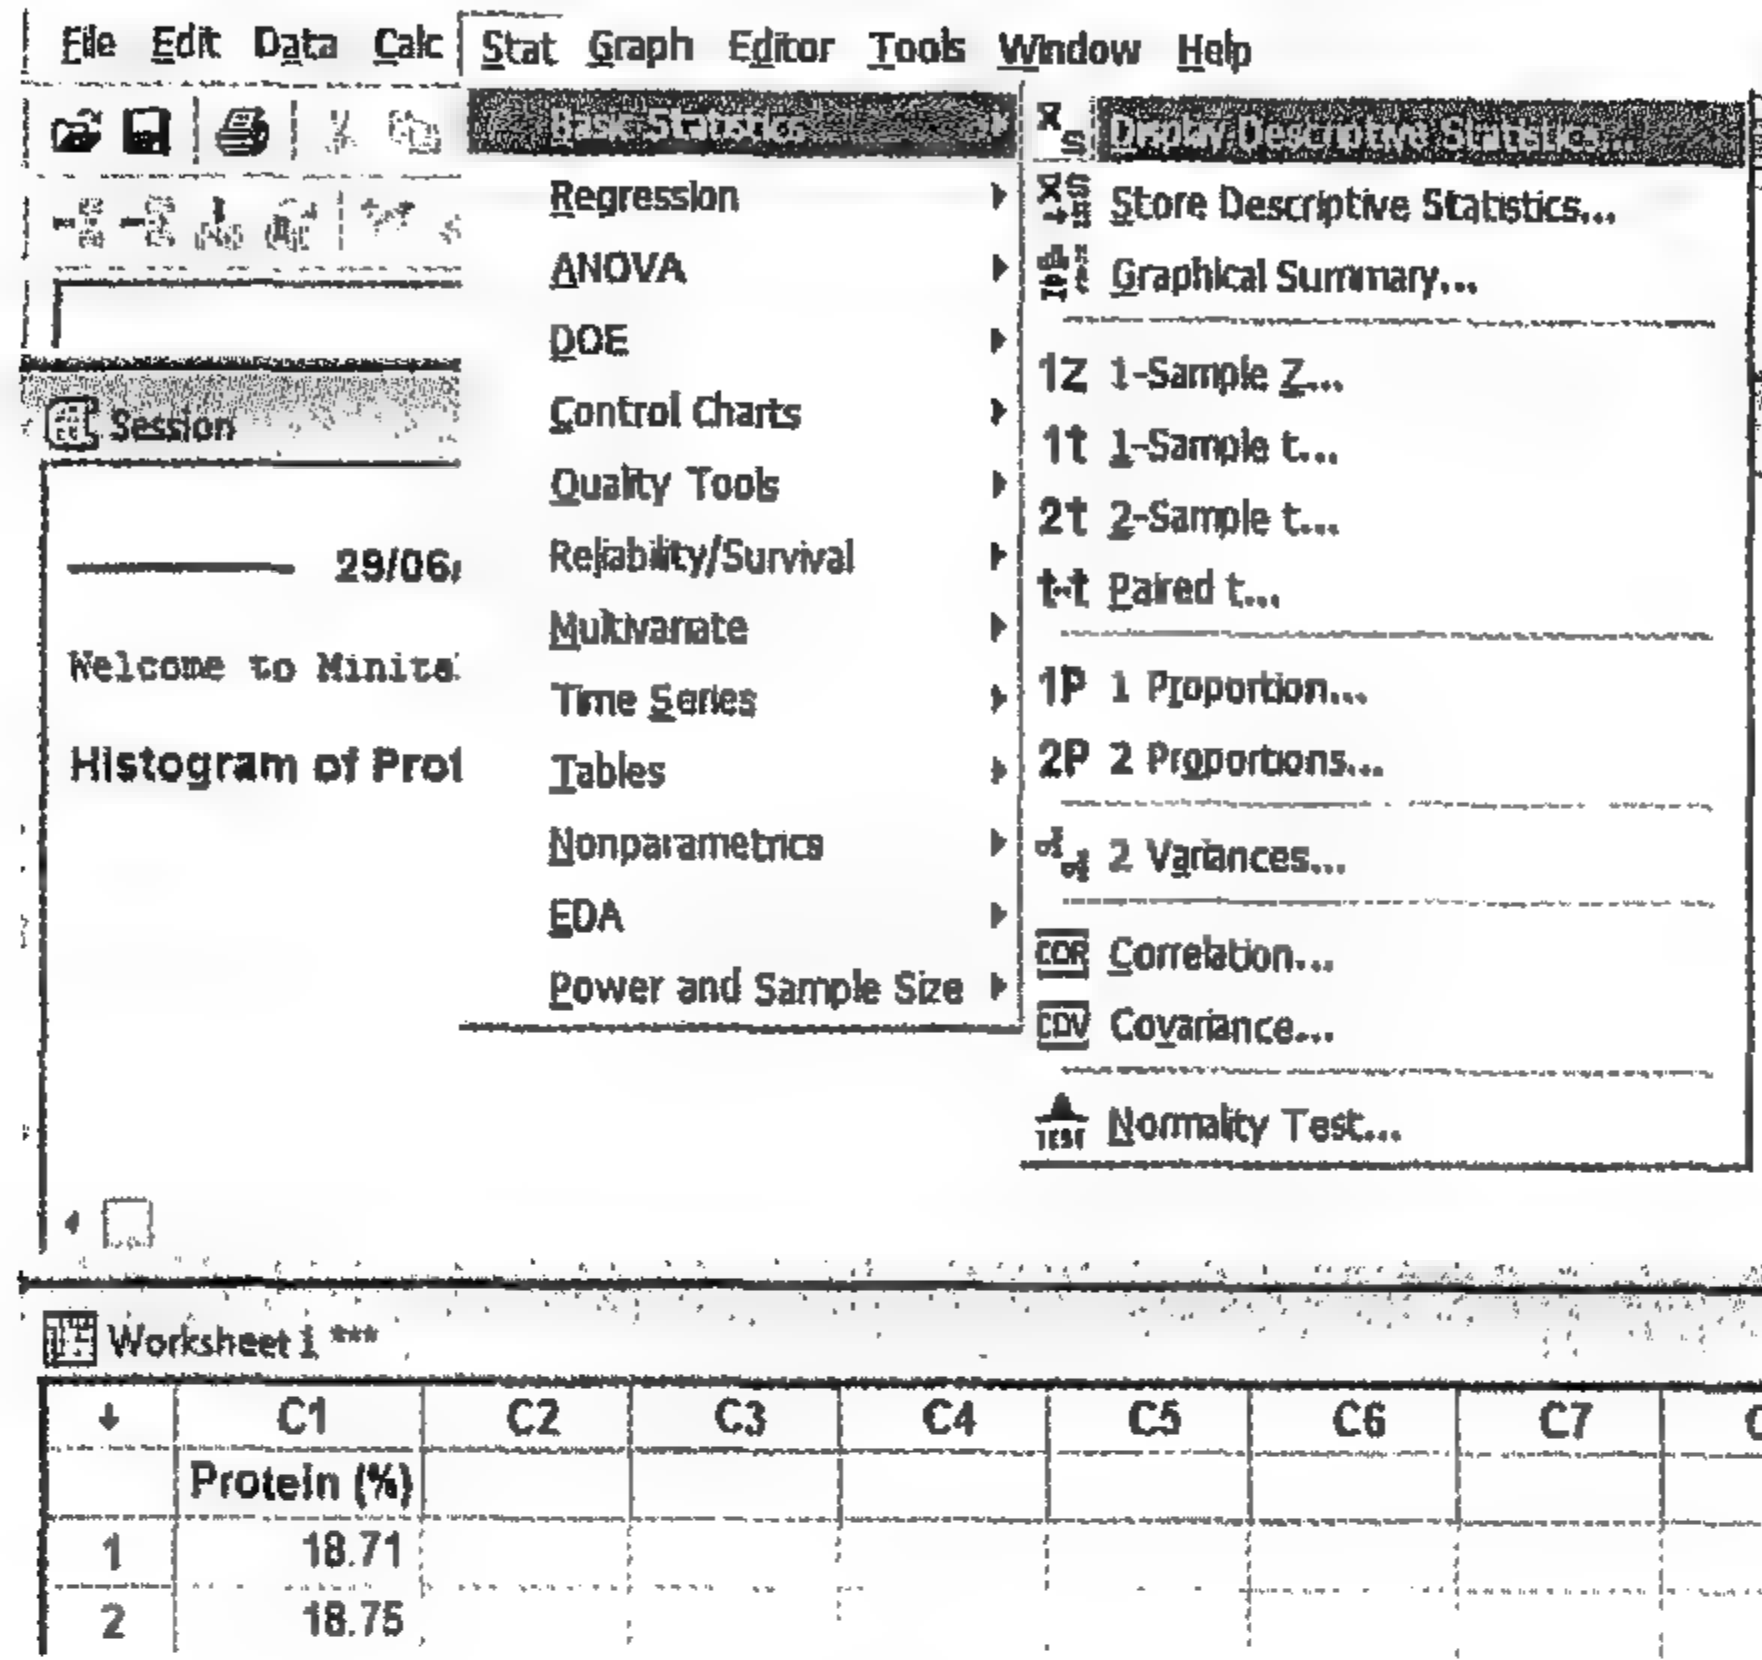 File Edit Data Calc Stat Graph Editor Tools Window Help
Basic Statistics
Regression
ANOVA
DOE
Control Charts
Quality Tools
Reliability/Survival
Multivariate
Time Series
Tables
Nonparametrics
EDA
Power and Sample Size
Display Descriptive Statistics...
Store Descriptive Statistics...
Graphical Summary...
1Z 1-Sample Z...
1t 1-Sample t...
2t 2-Sample t...
t-t Paired t...
1P 1 Proportion...
2P 2 Proportions...
2 Variances...
COR Correlation...
COV Covariance...
TEST Normality Test...
Session
29/06/
Welcome to Minita
Histogram of Prot
Worksheet 1 ***
C1 C2 C3 C4 C5 C6 C7
Protein (%)
1 18.71
2 18.75